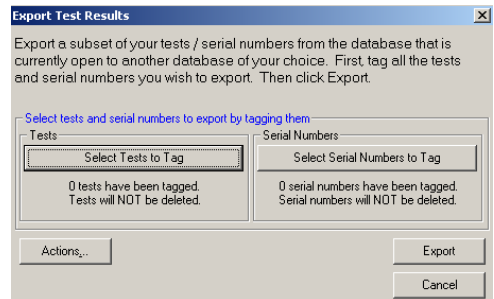 Export Test Results
Export a subset of your tests / serial numbers from the database that is
currently open to another database of your choice. First, tag all the tests
and serial numbers you wish to export. Then click Export.
Select tests and serial numbers to export by tagging them
Tests
Select Tests to Tag
0 tests have been tagged.
Tests will NOT be deleted.
Serial Numbers
Select Serial Numbers to Tag
0 serial numbers have been tagged.
Serial numbers will NOT be deleted.
Actions...
Export
Cancel